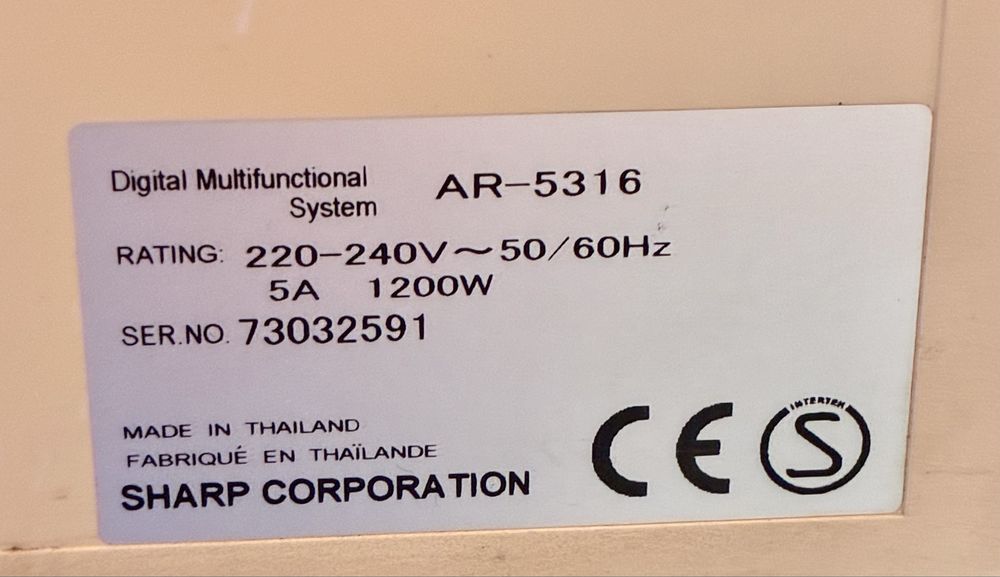 Digital Multifunctional AR-5316
System
RATING: 220-240V～50/60Hz
5A 1200W
SER.NO. 73032591
MADE IN THAILAND
FABRIQUÉ EN THAÏLANDE
SHARP CORPORATION
CE
INTERTEK
S